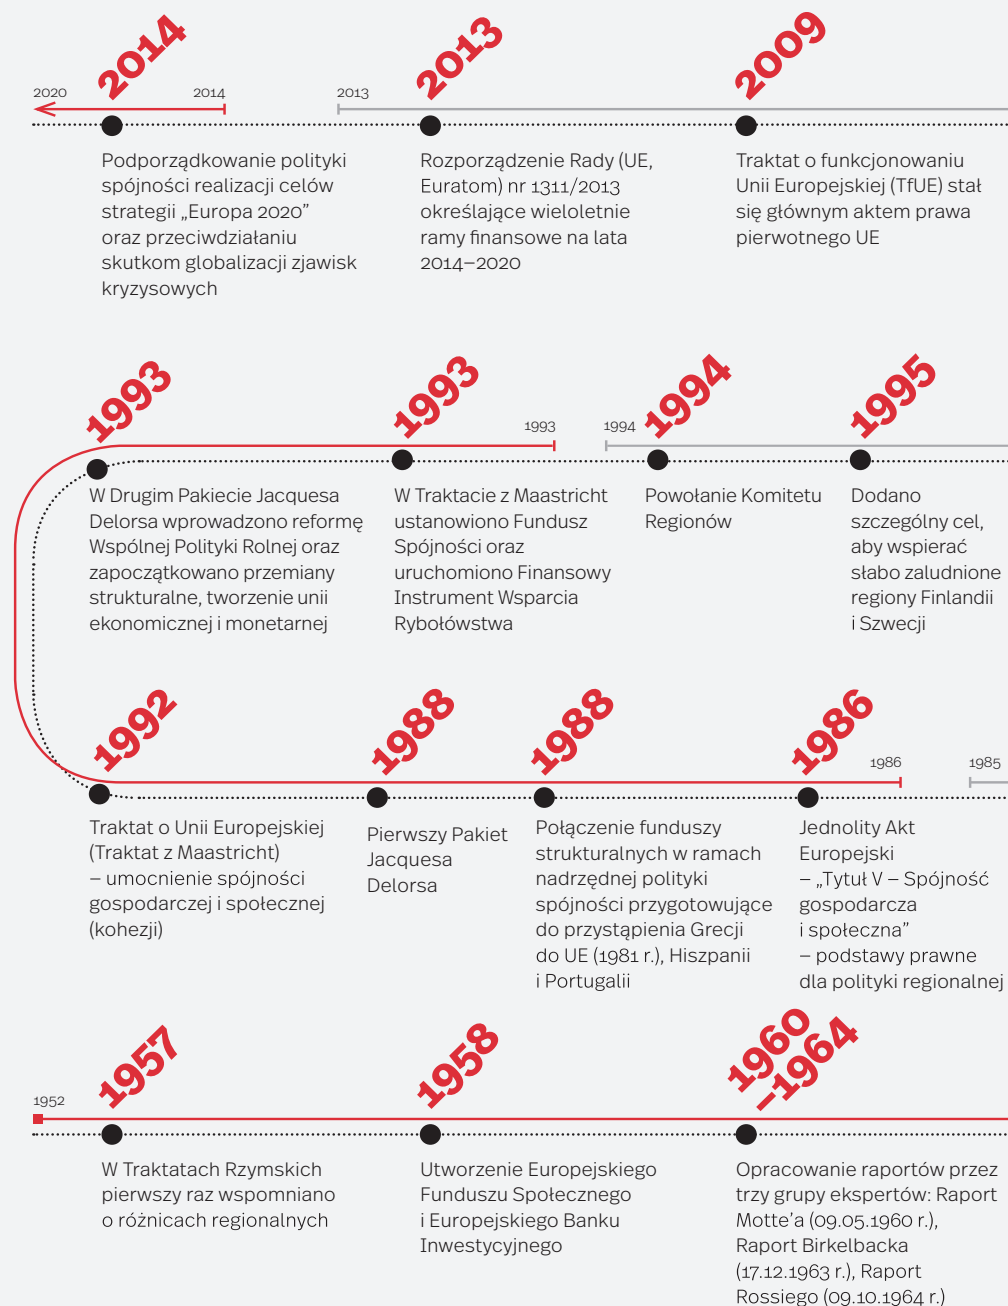 2014
2013
2009
2020
2014
2013
Podporządkowanie polityki
spójności realizacji celów
strategii „Europa 2020”
oraz przeciwdziałaniu
skutkom globalizacji zjawisk
kryzysowych
Rozporządzenie Rady (UE,
Euratom) nr 1311/2013
określające wieloletnie
ramy finansowe na lata
2014–2020
Traktat o funkcjonowaniu
Unii Europejskiej (TfUE) stał
się głównym aktem prawa
pierwotnego UE
1993
1993
1994
1995
1993
1994
W Drugim Pakiecie Jacquesa
Delorsa wprowadzono reformę
Wspólnej Polityki Rolnej oraz
zapoczątkowano przemiany
strukturalne, tworzenie unii
ekonomicznej i monetarnej
W Traktacie z Maastricht
ustanowiono Fundusz
Spójności oraz
uruchomiono Finansowy
Instrument Wsparcia
Rybołówstwa
Powołanie Komitetu
Regionów
Dodano
szczególny cel,
aby wspierać
słabo zaludnione
regiony Finlandii
i Szwecji
1992
1988
1988
1986
1986
1985
Traktat o Unii Europejskiej
(Traktat z Maastricht)
– umocnienie spójności
gospodarczej i społecznej
(kohezji)
Pierwszy Pakiet
Jacquesa
Delorsa
Połączenie funduszy
strukturalnych w ramach
nadrzędnej polityki
spójności przygotowujące
do przystąpienia Grecji
do UE (1981 r.), Hiszpanii
i Portugalii
Jednolity Akt
Europejski
– „Tytuł V – Spójność
gospodarcza
i społeczna”
– podstawy prawne
dla polityki regionalnej
1957
1958
1960
–1964
1952
W Traktatach Rzymskich
pierwszy raz wspomniano
o różnicach regionalnych
Utworzenie Europejskiego
Funduszu Społecznego
i Europejskiego Banku
Inwestycyjnego
Opracowanie raportów przez
trzy grupy ekspertów: Raport
Motte’a (09.05.1960 r.),
Raport Birkelbacka
(17.12.1963 r.), Raport
Rossiego (09.10.1964 r.)